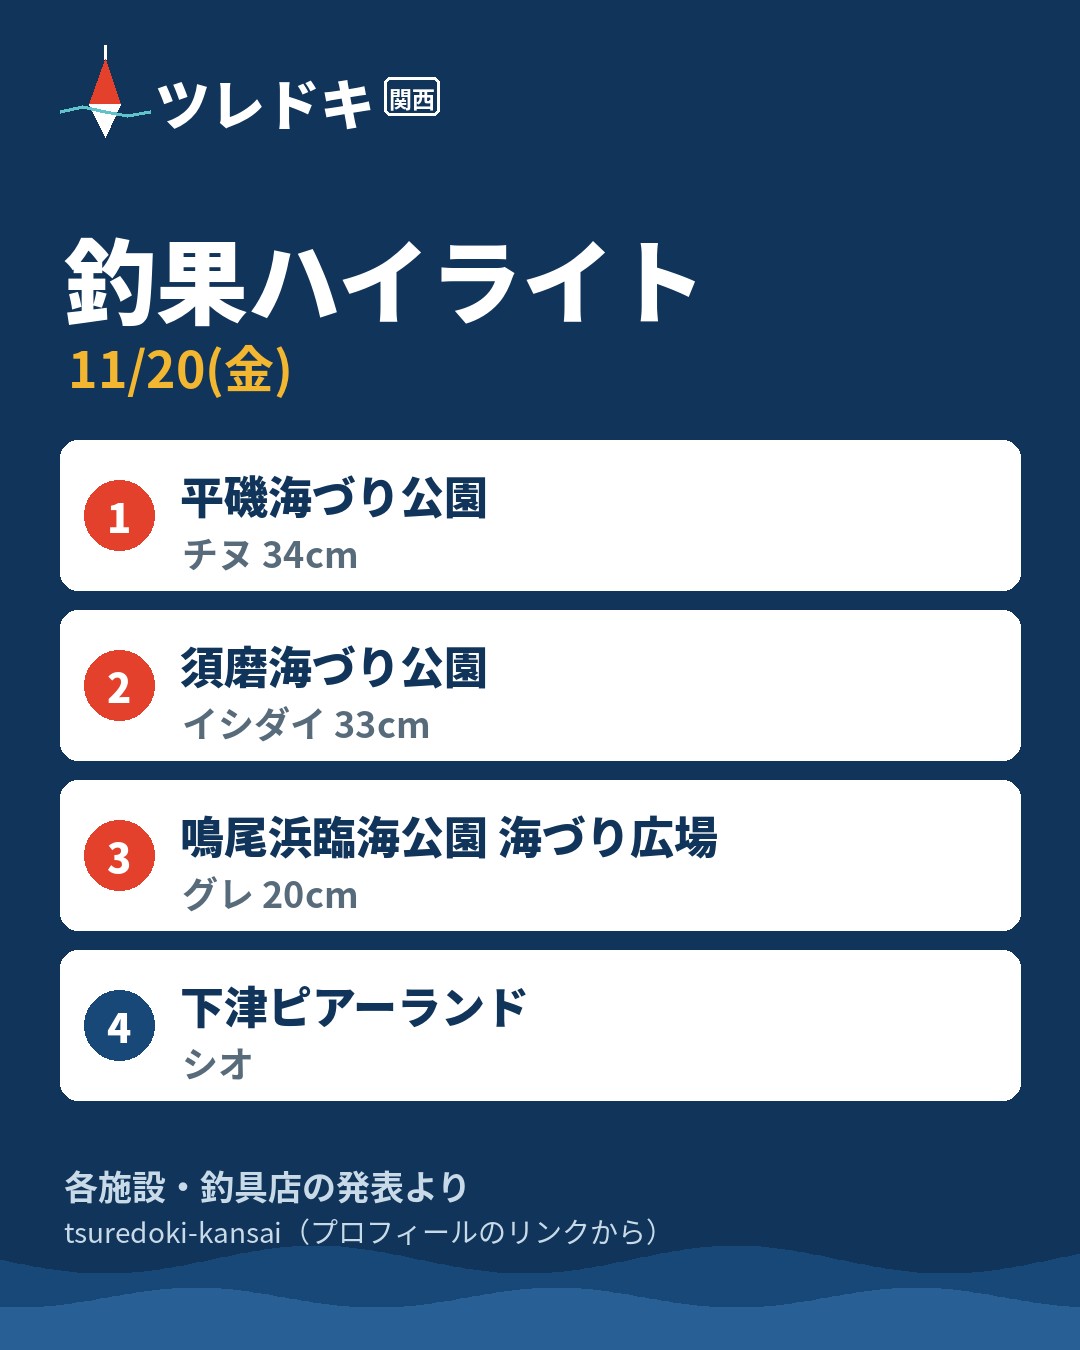 ツレドキ 関西
釣果ハイライト
11/20(金)
1
平磯海づり公園
チヌ 34cm
2
須磨海づり公園
イシダイ 33cm
3
鳴尾浜臨海公園 海づり広場
グレ 20cm
4
下津ピアーランド
シオ
各施設・釣具店の発表より
tsuredoki-kansai（プロフィールのリンクから）